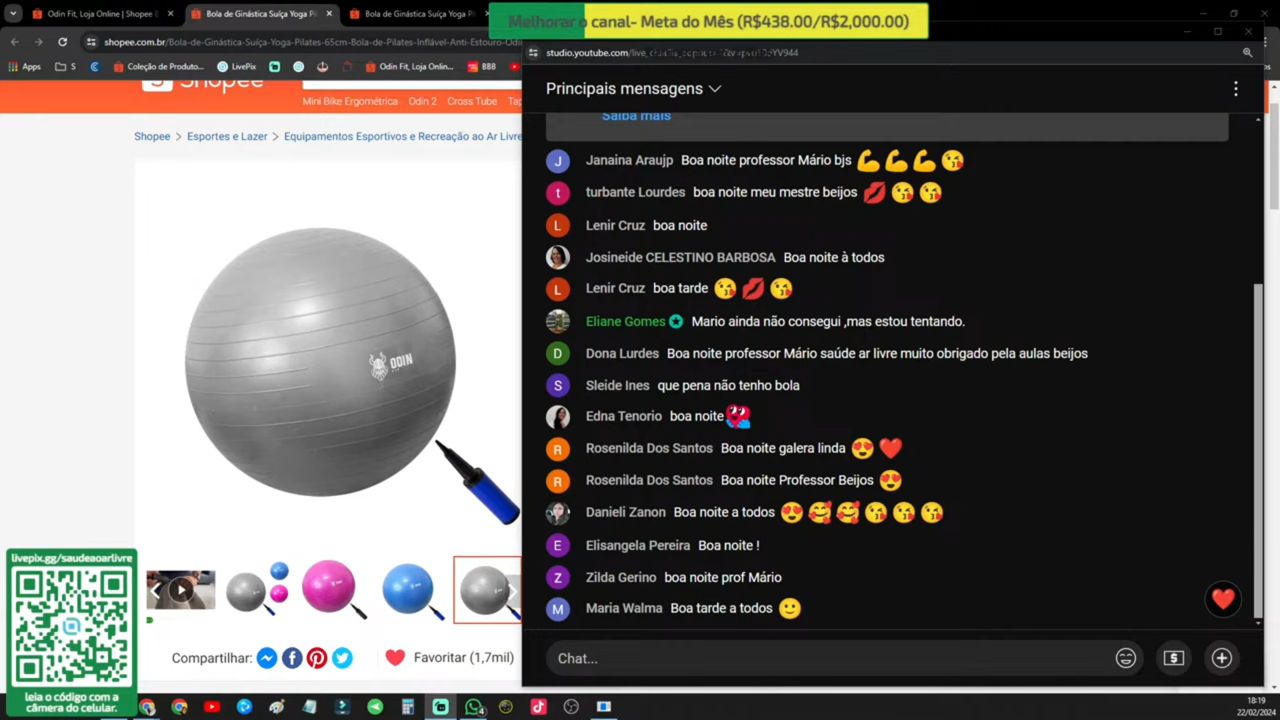 Odin Fit, Loja Online | Shopee B
Bola de Ginástica Suíça Yoga Pi
Bola de Ginástica Suíça Yoga Pi
Melhorar o canal- Meta do Mês (R$438.00/R$2,000.00)
shopee.com.br/Bola-de-Ginástica-Suíça-Yoga-Pilates-65cm-Bola-de-Pilates-Inflável-Anti-Estouro-Od
studio.youtube.com/live_chat
Apps
S
Coleção de Produto...
LivePix
Odin Fit, Loja Onlin...
BBB
Shopee
Mini Bike Ergométrica Odin 2 Cross Tube
Principais mensagens
Shopee > Esportes e Lazer > Equipamentos Esportivos e Recreação ao Ar Livre
Saiba mais
J Janaina Araujp Boa noite professor Mário bjs 💪💪💪😘
t turbante Lourdes boa noite meu mestre beijos 💋😘😘
L Lenir Cruz boa noite
Josineide CELESTINO BARBOSA Boa noite à todos
L Lenir Cruz boa tarde 😘💋😘
Eliane Gomes Mario ainda não consegui ,mas estou tentando.
D Dona Lurdes Boa noite professor Mário saúde ar livre muito obrigado pela aulas beijos
S Sleide Ines que pena não tenho bola
Edna Tenorio boa noite
R Rosenilda Dos Santos Boa noite galera linda 😍❤️
R Rosenilda Dos Santos Boa noite Professor Beijos 😍
Danieli Zanon Boa noite a todos 😍🥰🥰😘😘😘
E Elisangela Pereira Boa noite !
Z Zilda Gerino boa noite prof Mário
M Maria Walma Boa tarde a todos 🙂
ODIN
Chat...
Compartilhar:
Favoritar (1,7mil)
livepix.gg/saudeaoarlivre
leia o código com a
câmera do celular.
4
18:19
22/02/2024